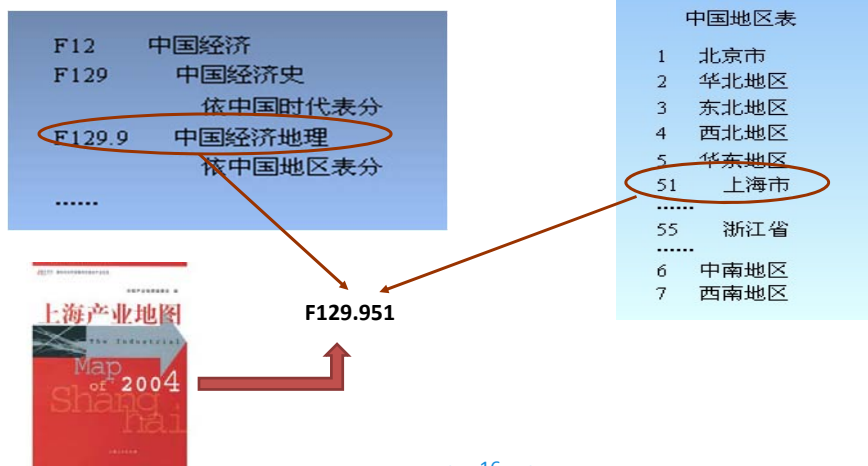 F12 中国经济
F129 中国经济史
依中国时代表分
F129.9 中国经济地理
依中国地区表分
......
中国地区表
1 北京市
2 华北地区
3 东北地区
4 西北地区
5 华东地区
51 上海市
......
55 浙江省
......
6 中南地区
7 西南地区
上海产业地图
The Industrial
Map
of 2004
Shang
hai
F129.951
16